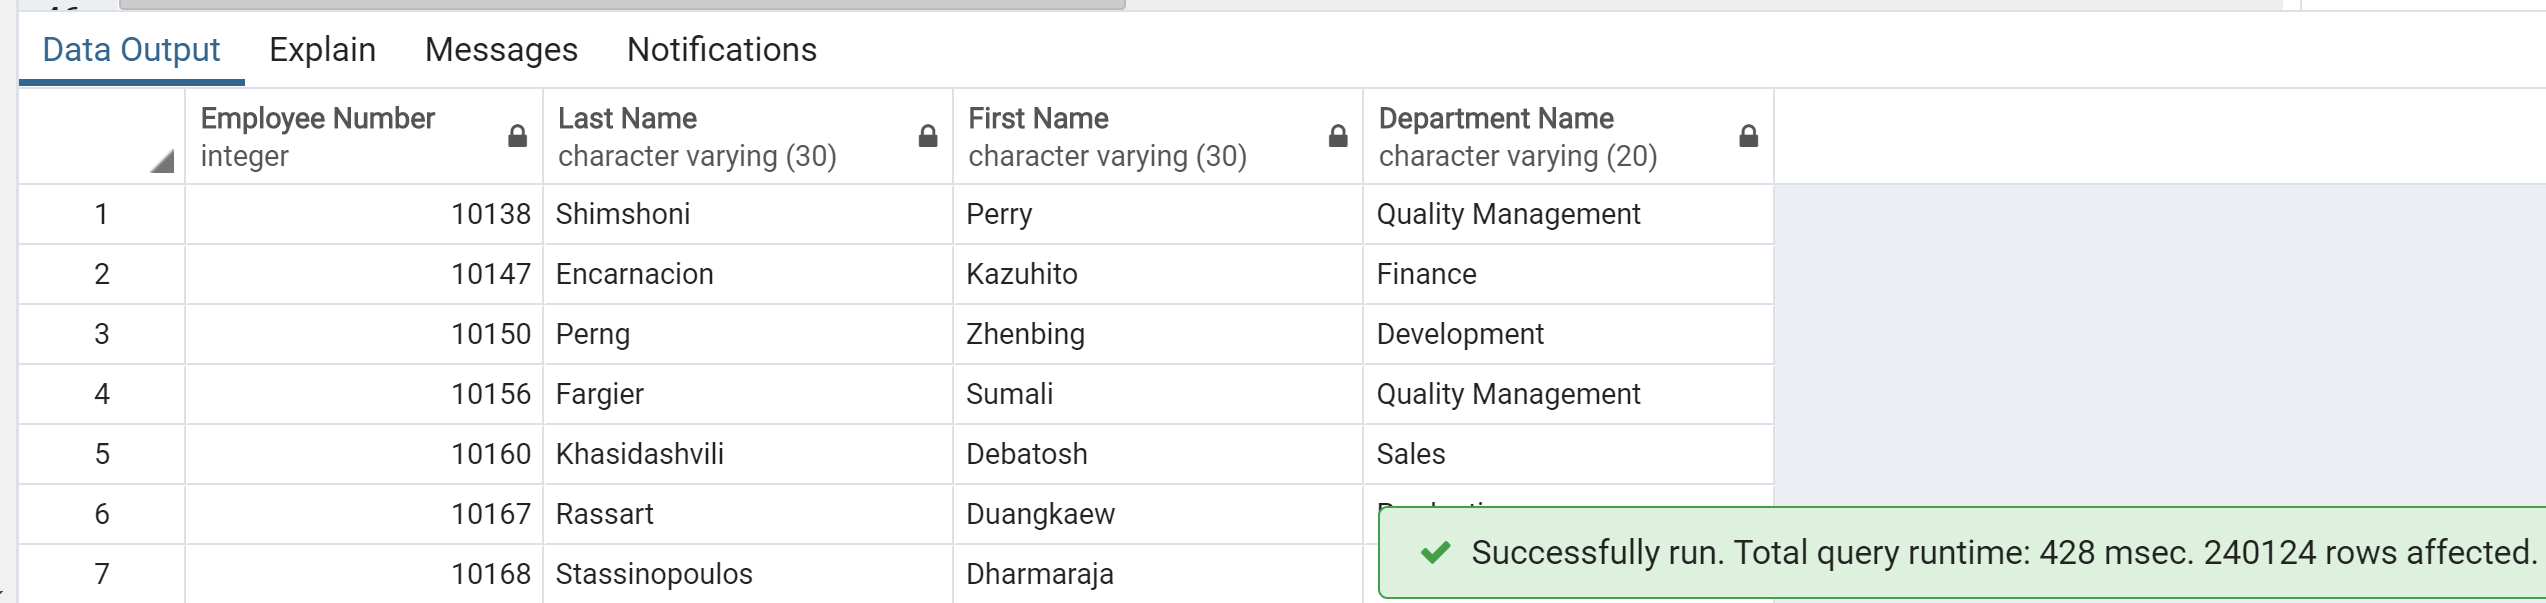 Data Output Explain Messages Notifications
Employee Number Last Name First Name Department Name
integer character varying (30) character varying (30) character varying (20)
1 10138 Shimshoni Perry Quality Management
2 10147 Encarnacion Kazuhito Finance
3 10150 Perng Zhenbing Development
4 10156 Fargier Sumali Quality Management
5 10160 Khasidashvili Debatosh Sales
6 10167 Rassart Duangkaew
Successfully run. Total query runtime: 428 msec. 240124 rows affected.
7 10168 Stassinopoulos Dharmaraja